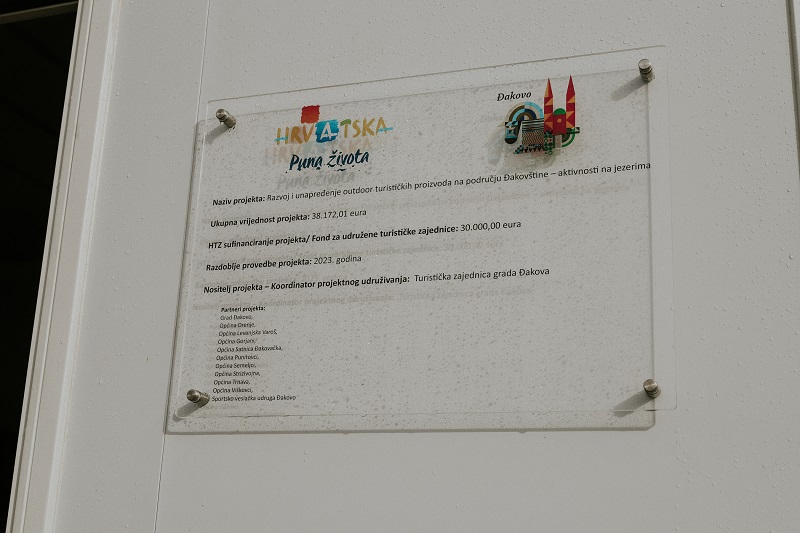 HRVATSKA
Puna života
Đakovo
Naziv projekta: Razvoj i unapređenje outdoor turističkih proizvoda na području Đakovštine – aktivnosti na jezerima
Ukupna vrijednost projekta: 38.172,01 eura
HTZ sufinanciranje projekta/ Fond za udružene turističke zajednice: 30.000,00 eura
Razdoblje provedbe projekta: 2023. godina
Nositelj projekta – Koordinator projektnog udruživanja: Turistička zajednica grada Đakova
Partneri projekta:
Grad Đakovo,
Općina Drenje,
Općina Levanjska Varoš,
Općina Gorjani,
Općina Satnica Đakovačka,
Općina Punitovci,
Općina Semeljci,
Općina Strizivojna,
Općina Trnava,
Općina Viškovci,
Sportsko veslačka udruga Đakovo